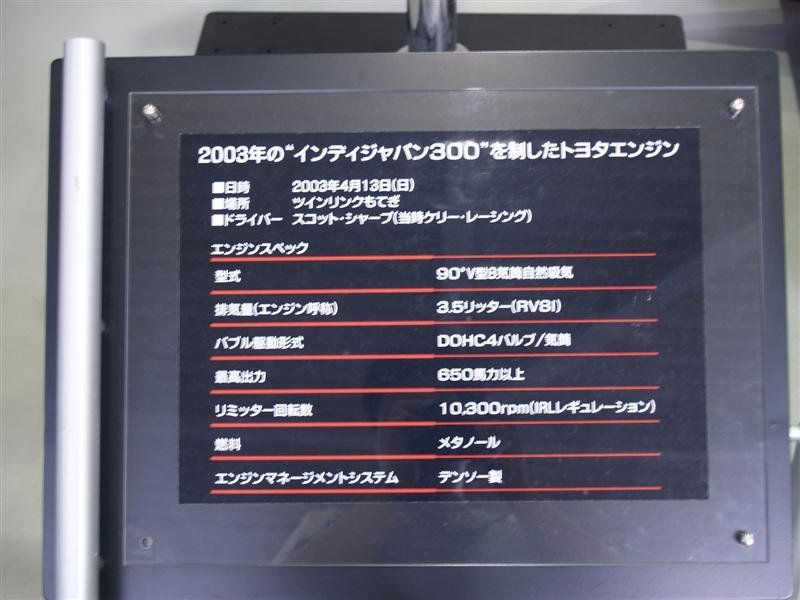 2003年の“インディジャパン300”を制したトヨタエンジン
■日時 2003年4月13日(日)
■場所 ツインリンクもてぎ
■ドライバー スコット・シャープ(当時ケリー・レーシング)
エンジンスペック
型式 90°V型8気筒自然吸気
排気量(エンジン呼称) 3.5リッター(RV8i)
バブル駆動形式 DOHC4バルブ/気筒
最高出力 650馬力以上
リミッター回転数 10,300rpm(IRLレギュレーション)
燃料 メタノール
エンジンマネージメントシステム デンソー製